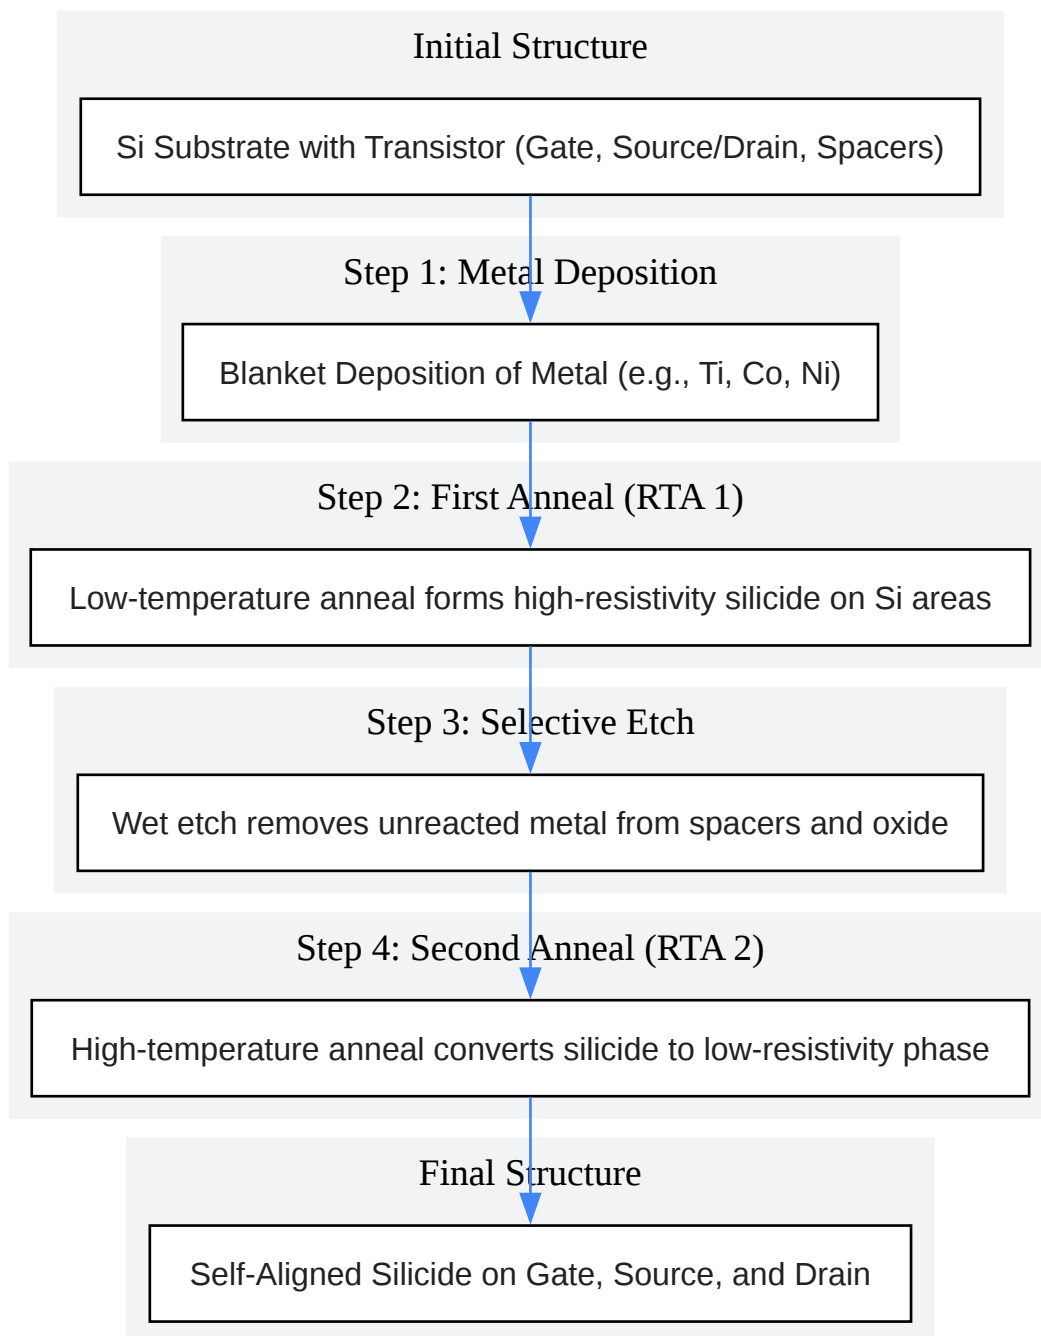 Initial Structure
Si Substrate with Transistor (Gate, Source/Drain, Spacers)
Step 1: Metal Deposition
Blanket Deposition of Metal (e.g., Ti, Co, Ni)
Step 2: First Anneal (RTA 1)
Low-temperature anneal forms high-resistivity silicide on Si areas
Step 3: Selective Etch
Wet etch removes unreacted metal from spacers and oxide
Step 4: Second Anneal (RTA 2)
High-temperature anneal converts silicide to low-resistivity phase
Final Structure
Self-Aligned Silicide on Gate, Source, and Drain